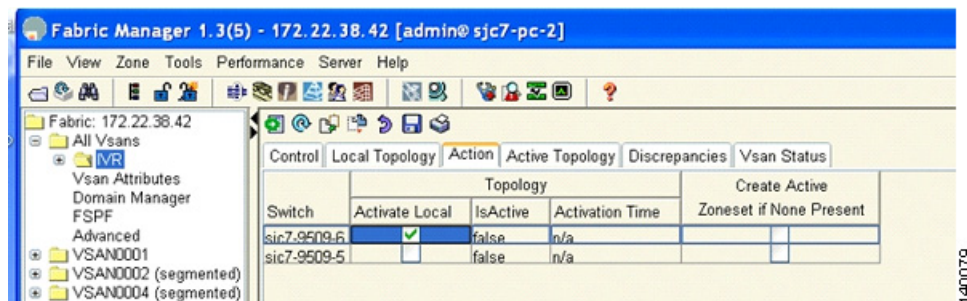 Fabric Manager 1.3(5) - 172.22.38.42 [admin@sjc7-pc-2]
File View Zone Tools Performance Server Help
Fabric: 172.22.38.42
All Vsans
IVR
Vsan Attributes
Domain Manager
FSPF
Advanced
VSAN0001
VSAN0002 (segmented)
VSAN0004 (segmented)
Control Local Topology Action Active Topology Discrepancies Vsan Status
Topology Create Active
Switch Activate Local IsActive Activation Time Zoneset if None Present
sjc7-9509-6 false n/a
sjc7-9509-5 false n/a